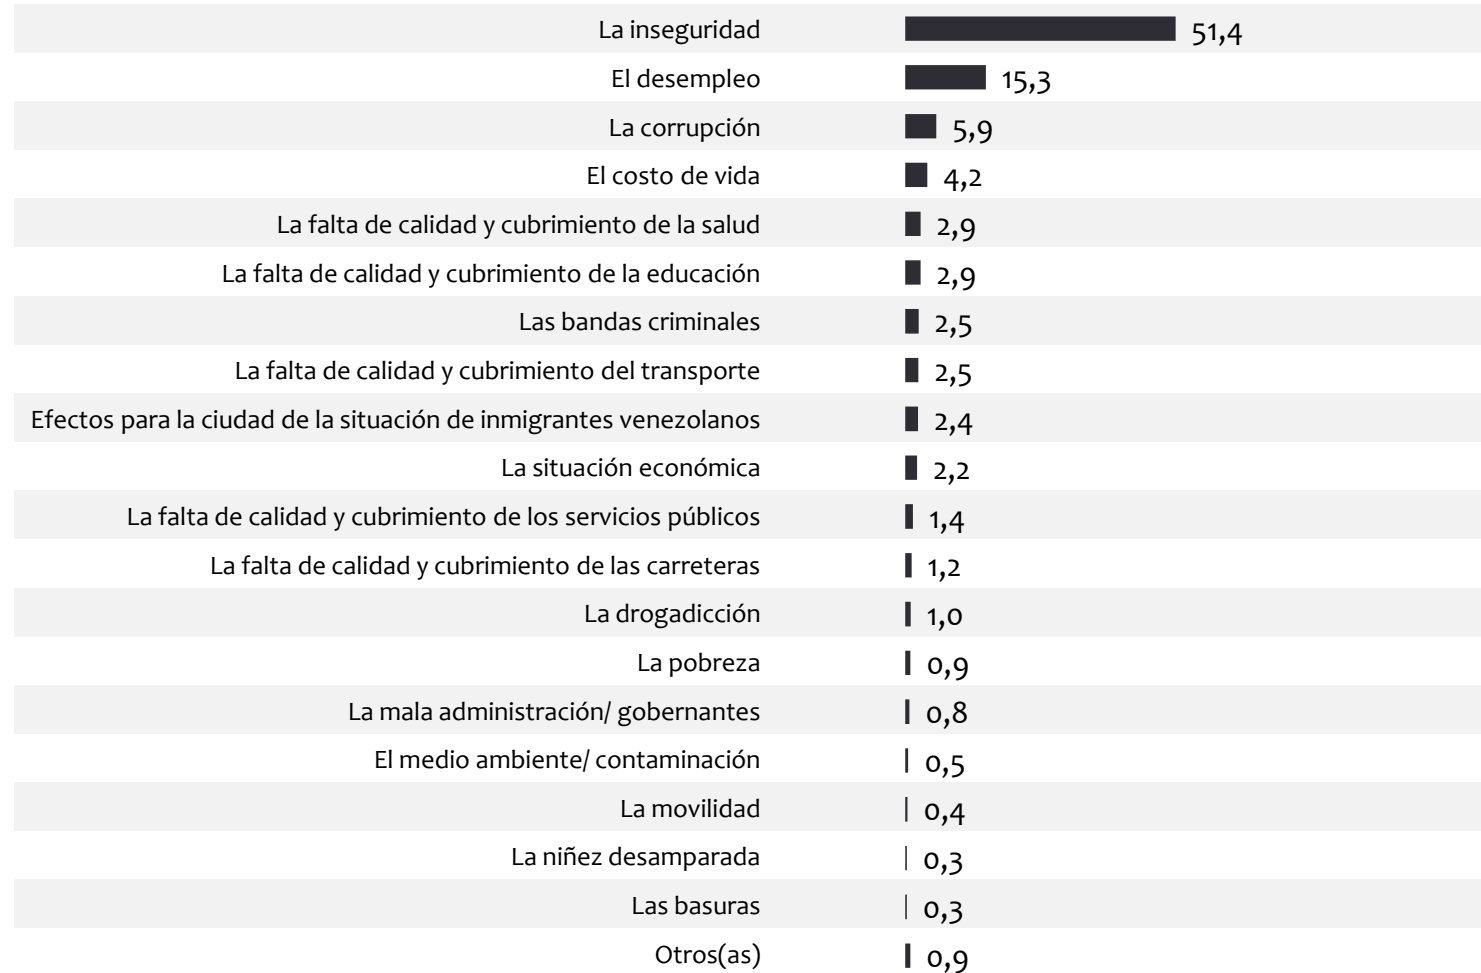 La inseguridad 51,4
El desempleo 15,3
La corrupción 5,9
El costo de vida 4,2
La falta de calidad y cubrimiento de la salud 2,9
La falta de calidad y cubrimiento de la educación 2,9
Las bandas criminales 2,5
La falta de calidad y cubrimiento del transporte 2,5
Efectos para la ciudad de la situación de inmigrantes venezolanos 2,4
La situación económica 2,2
La falta de calidad y cubrimiento de los servicios públicos 1,4
La falta de calidad y cubrimiento de las carreteras 1,2
La drogadicción 1,0
La pobreza 0,9
La mala administración/ gobernantes 0,8
El medio ambiente/ contaminación 0,5
La movilidad 0,4
La niñez desamparada 0,3
Las basuras 0,3
Otros(as) 0,9